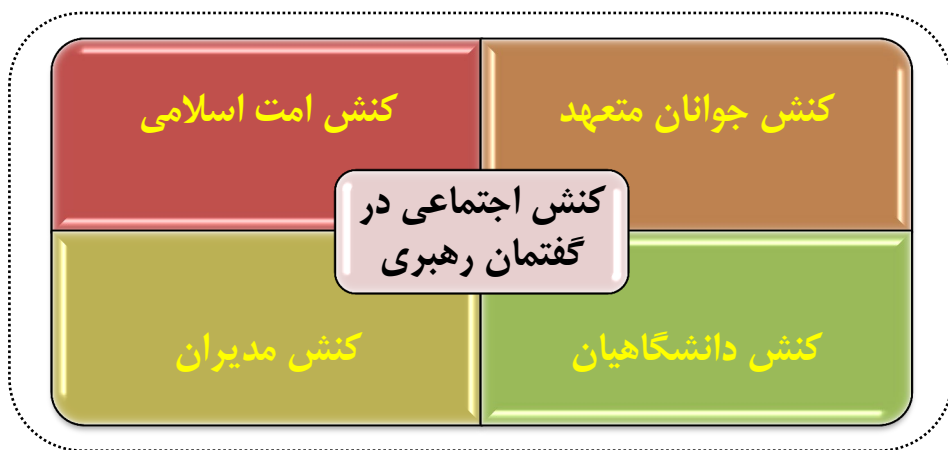 کنش جوانان متعهد
کنش امت اسلامی
کنش اجتماعی در
گفتمان رهبری
کنش دانشگاهیان
کنش مدیران